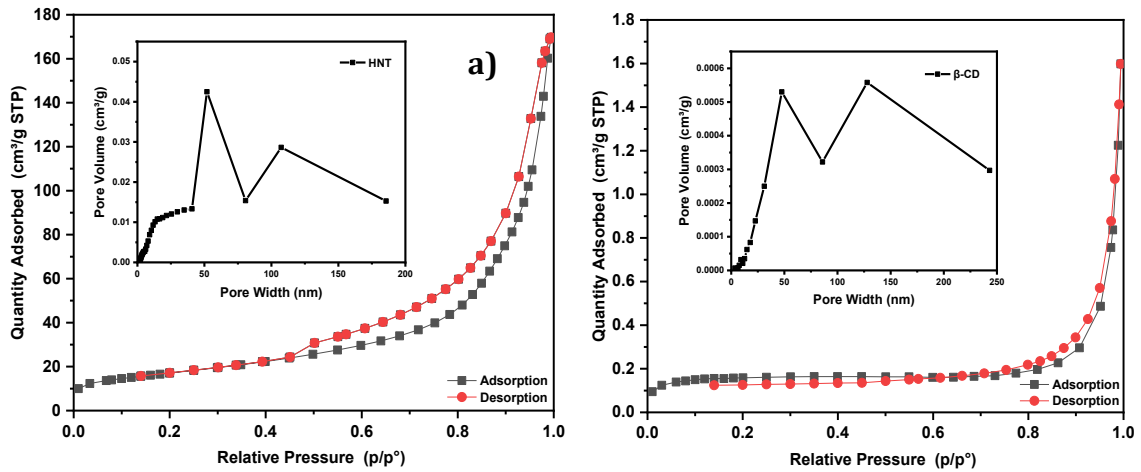 Quantity Adsorbed (cm³/g STP)
180
160
140
120
100
80
60
40
20
0
0.0 0.2 0.4 0.6 0.8 1.0
Relative Pressure (p/p°)
a)
Adsorption
Desorption
Pore Volume (cm³/g)
0.05
0.04
0.03
0.02
0.01
0.00
0 50 100 150 200
Pore Width (nm)
HNT
Quantity Adsorbed (cm³/g STP)
1.8
1.6
1.4
1.2
1.0
0.8
0.6
0.4
0.2
0.0
0.0 0.2 0.4 0.6 0.8 1.0
Relative Pressure (p/p°)
Adsorption
Desorption
Pore Volume (cm³/g)
0.0006
0.0005
0.0004
0.0003
0.0002
0.0001
0.0000
0 50 100 150 200 250
Pore Width (nm)
β-CD